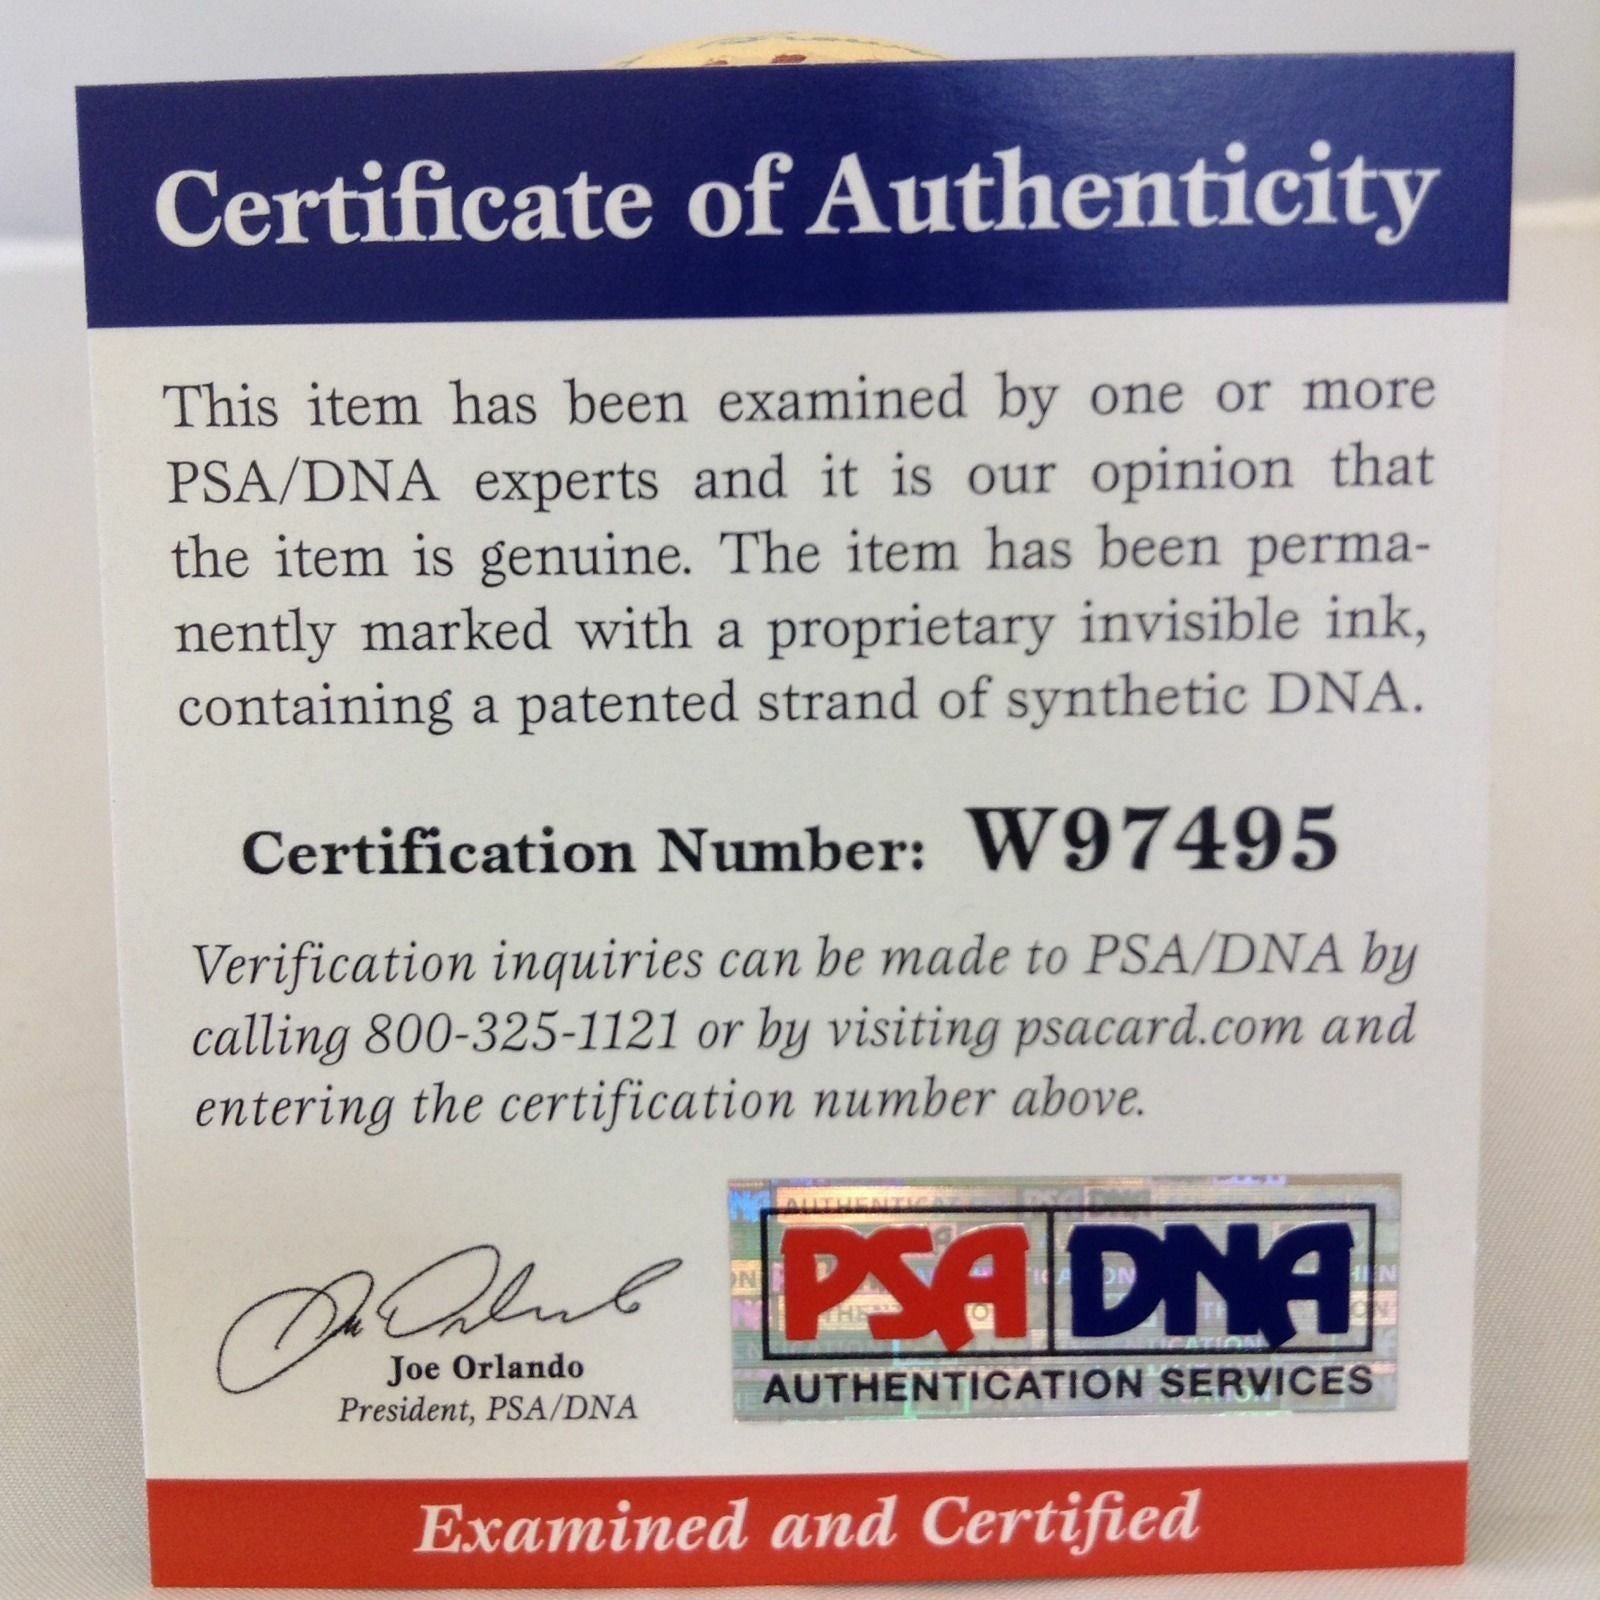 Certificate of Authenticity
This item has been examined by one or more
PSA/DNA experts and it is our opinion that
the item is genuine. The item has been perma-
nently marked with a proprietary invisible ink,
containing a patented strand of synthetic DNA.
Certification Number: W97495
Verification inquiries can be made to PSA/DNA by
calling 800-325-1121 or by visiting psacard.com and
entering the certification number above.
Joe Orlando
President, PSA/DNA
PSA DNA
AUTHENTICATION SERVICES
Examined and Certified